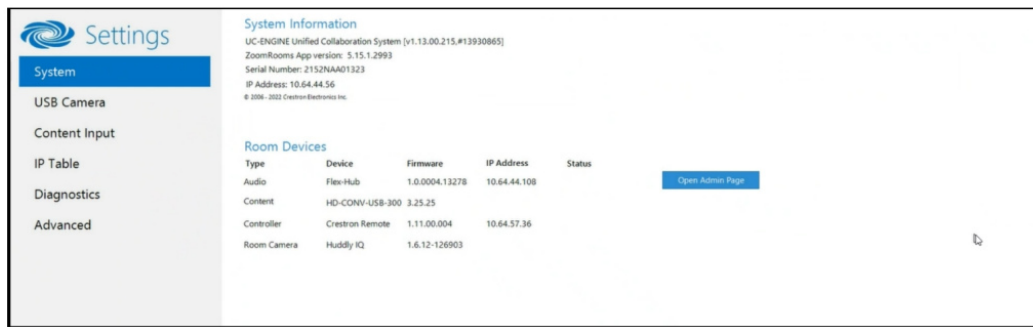 Settings
System
USB Camera
Content Input
IP Table
Diagnostics
Advanced
System Information
UC-ENGINE Unified Collaboration System [v1.13.00.215,#13930865]
ZoomRooms App version: 5.15.1.2993
Serial Number: 2152NAA01323
IP Address: 10.64.44.56
© 2006 - 2022 Crestron Electronics Inc.
Room Devices
Type Device Firmware IP Address Status
Audio Flex-Hub 1.0.0004.13278 10.64.44.108 Open Admin Page
Content HD-CONV-USB-300 3.25.25
Controller Crestron Remote 1.11.00.004 10.64.57.36
Room Camera Huddly IQ 1.6.12-126903